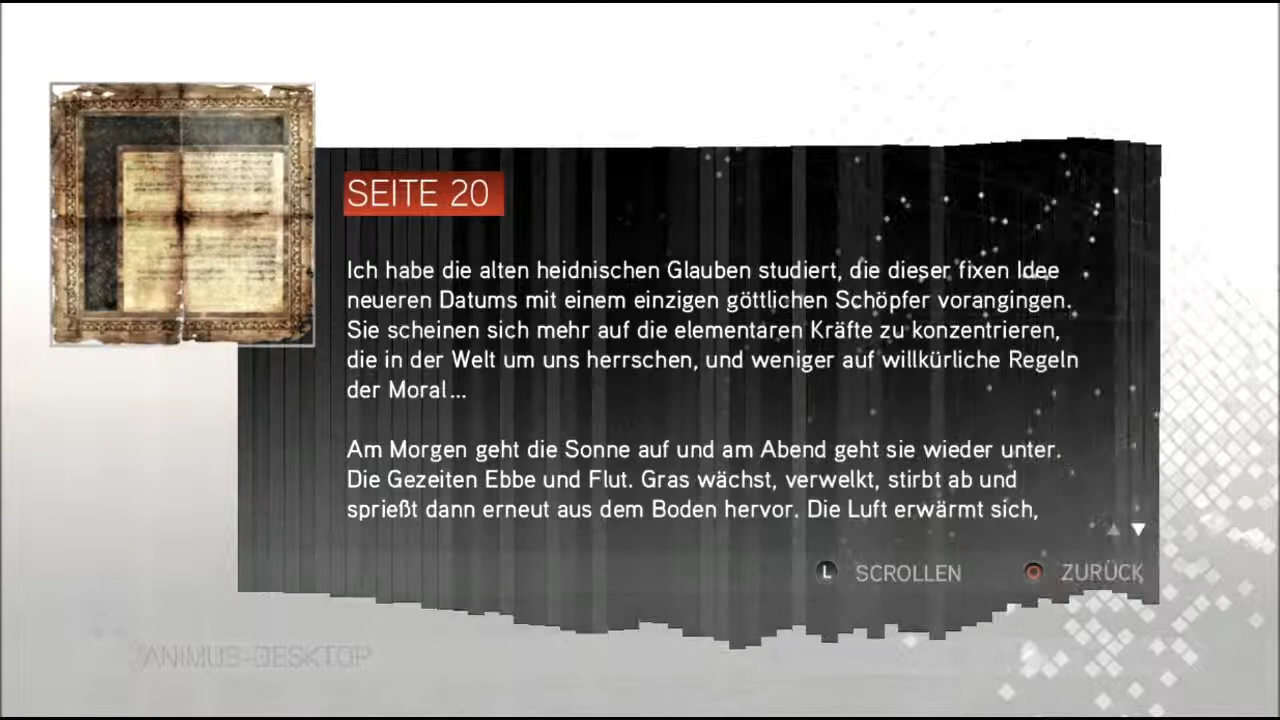 SEITE 20
Ich habe die alten heidnischen Glauben studiert, die dieser fixen Idee
neueren Datums mit einem einzigen göttlichen Schöpfer vorangingen.
Sie scheinen sich mehr auf die elementaren Kräfte zu konzentrieren,
die in der Welt um uns herrschen, und weniger auf willkürliche Regeln
der Moral...
Am Morgen geht die Sonne auf und am Abend geht sie wieder unter.
Die Gezeiten Ebbe und Flut. Gras wächst, verwelkt, stirbt ab und
sprießt dann erneut aus dem Boden hervor. Die Luft erwärmt sich,
L SCROLLEN ZURÜCK
ANIMUS-DESKTOP